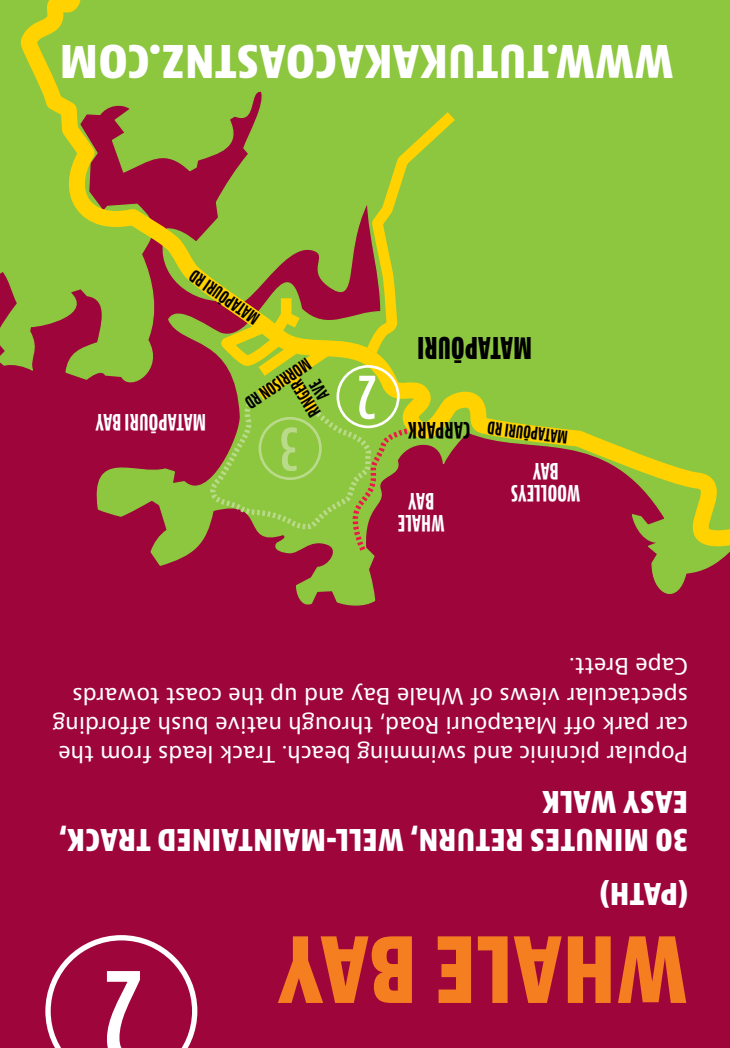 2
WHALE BAY
(PATH)
30 MINUTES RETURN, WELL-MAINTAINED TRACK,
EASY WALK
Popular picininic and swimming beach. Track leads from the
car park off Matapōuri Road, through native bush affording
spectacular views of Whale Bay and up the coast towards
Cape Brett.
WHALE
BAY
WOOLLEYS
BAY
MATAPŌURI RD
CARPARK
MATAPŌURI BAY
3
2
RINGER
AVE
MORRISON RD
MATAPŌURI
MATAPŌURI RD
WWW.TUTUKAKACOASTNZ.COM